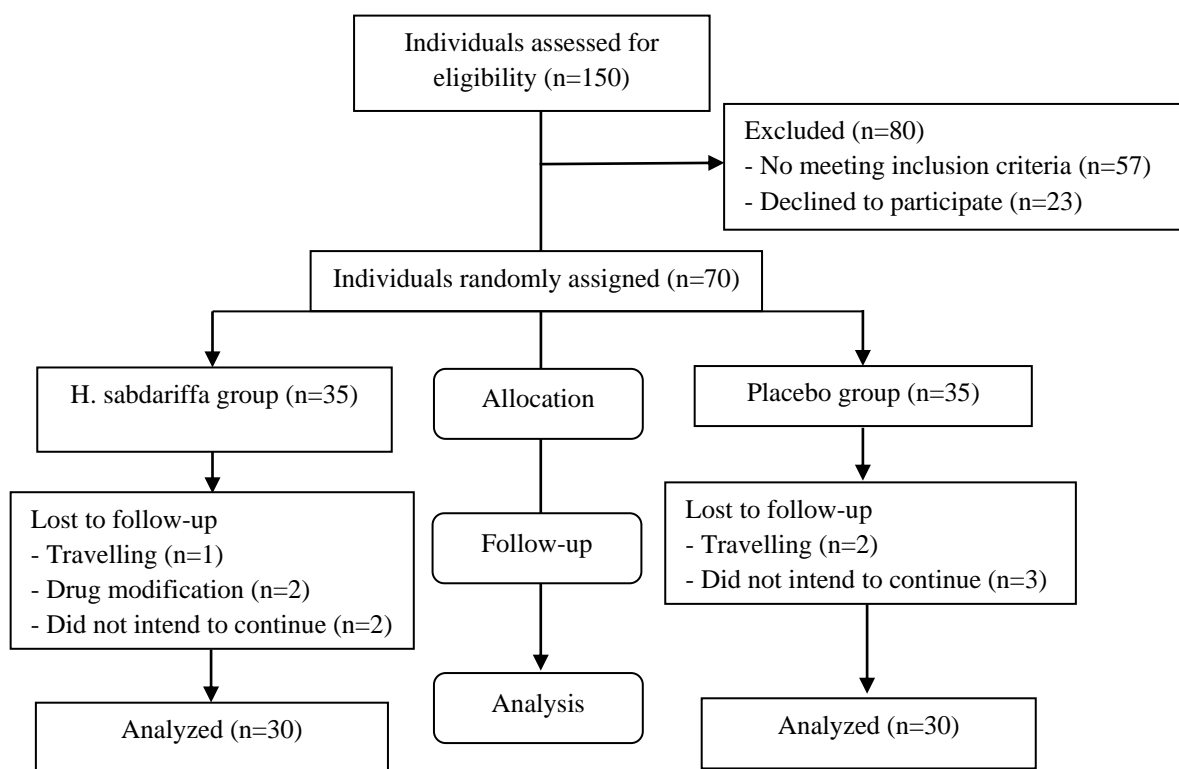 Individuals assessed for
eligibility (n=150)
Excluded (n=80)
- No meeting inclusion criteria (n=57)
- Declined to participate (n=23)
Individuals randomly assigned (n=70)
H. sabdariffa group (n=35)
Allocation
Placebo group (n=35)
Lost to follow-up
- Travelling (n=1)
- Drug modification (n=2)
- Did not intend to continue (n=2)
Follow-up
Lost to follow-up
- Travelling (n=2)
- Did not intend to continue (n=3)
Analyzed (n=30)
Analysis
Analyzed (n=30)